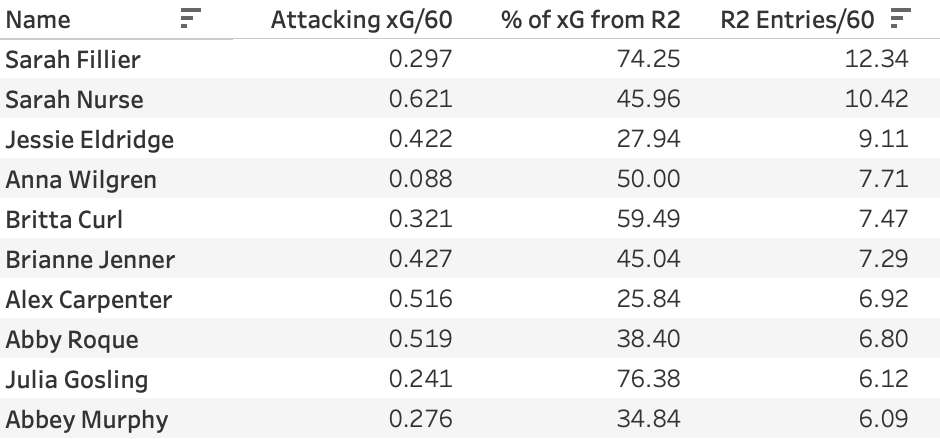 Name Attacking xG/60 % of xG from R2 R2 Entries/60
Sarah Fillier 0.297 74.25 12.34
Sarah Nurse 0.621 45.96 10.42
Jessie Eldridge 0.422 27.94 9.11
Anna Wilgren 0.088 50.00 7.71
Britta Curl 0.321 59.49 7.47
Brianne Jenner 0.427 45.04 7.29
Alex Carpenter 0.516 25.84 6.92
Abby Roque 0.519 38.40 6.80
Julia Gosling 0.241 76.38 6.12
Abbey Murphy 0.276 34.84 6.09